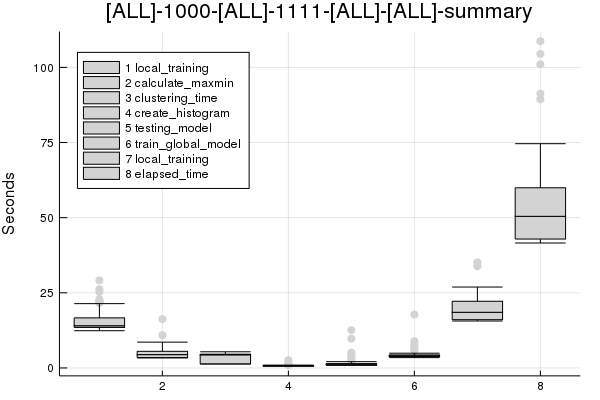 [ALL]-1000-[ALL]-1111-[ALL]-[ALL]-summary
Seconds
100
75
50
25
0
1 local_training
2 calculate_maxmin
3 clustering_time
4 create_histogram
5 testing_model
6 train_global_model
7 local_training
8 elapsed_time
2 4 6 8